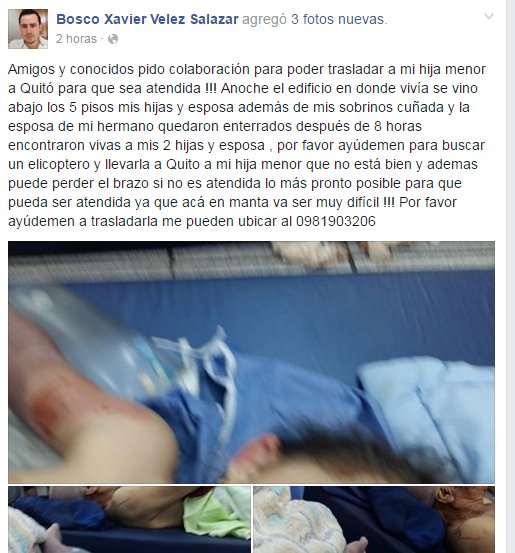 Bosco Xavier Velez Salazar agregó 3 fotos nuevas.
2 horas ·
Amigos y conocidos pido colaboración para poder trasladar a mi hija menor
a Quitó para que sea atendida !!! Anoche el edificio en donde vivía se vino
abajo los 5 pisos mis hijas y esposa además de mis sobrinos cuñada y la
esposa de mi hermano quedaron enterrados después de 8 horas
encontraron vivas a mis 2 hijas y esposa , por favor ayúdemen para buscar
un elicoptero y llevarla a Quito a mi hija menor que no está bien y ademas
puede perder el brazo si no es atendida lo más pronto posible para que
pueda ser atendida ya que acá en manta va ser muy difícil !!! Por favor
ayúdemen a trasladarla me pueden ubicar al 0981903206